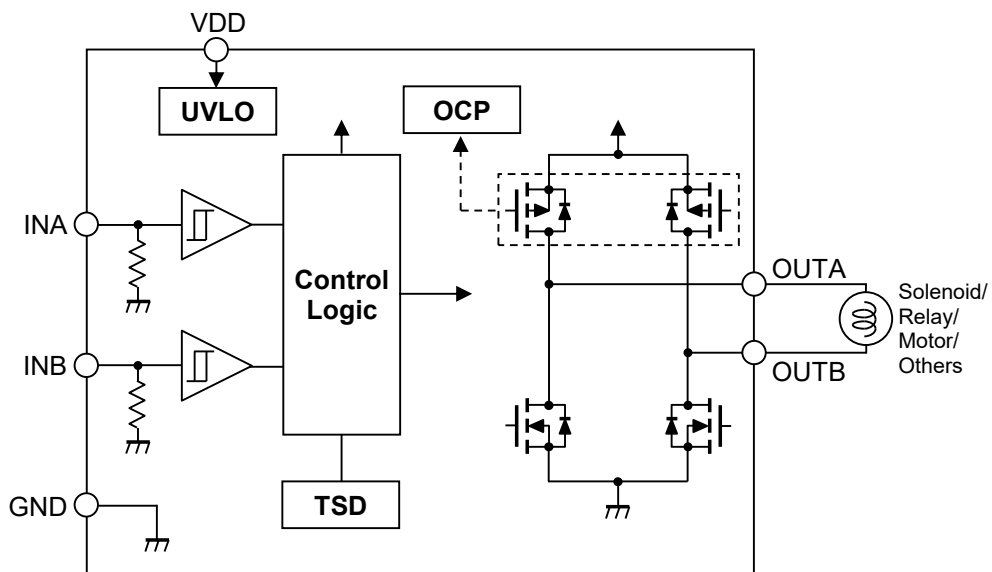 VDD
UVLO
OCP
INA
Control
Logic
OUTA
Solenoid/
Relay/
Motor/
Others
INB
OUTB
GND
TSD